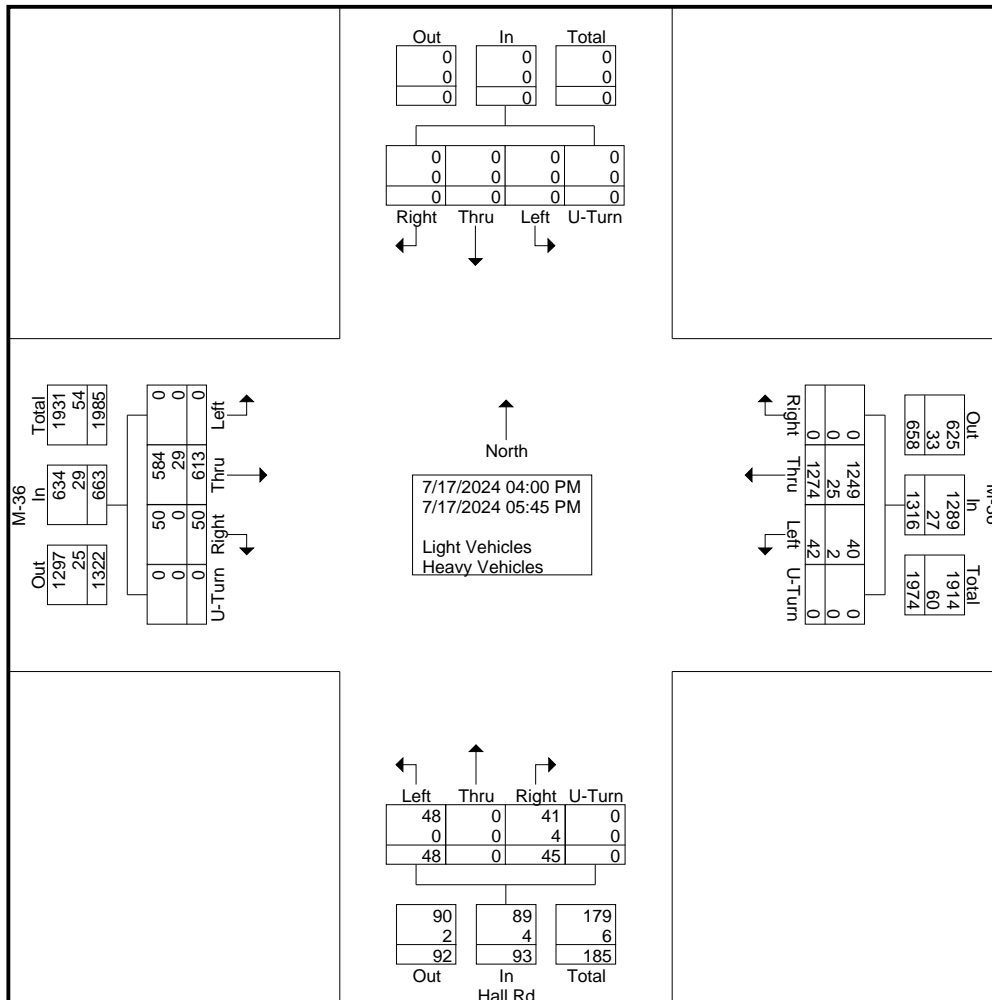 Out In Total
0 0 0
0 0 0
0 0 0
0 0 0 0
0 0 0 0
0 0 0 0
Right Thru Left U-Turn
M-36
Total In Out
1931 634 1297
54 29 25
1985 663 1322
0 584 50 0
0 29 0 0
0 613 50 0
Left Thru Right U-Turn
North
7/17/2024 04:00 PM
7/17/2024 05:45 PM
Light Vehicles
Heavy Vehicles
Right Thru Left U-Turn
0 1249 40 0
0 25 2 0
0 1274 42 0
Out In Total
625 1289 1914
33 27 60
658 1316 1974
Left Thru Right U-Turn
48 0 41 0
0 0 4 0
48 0 45 0
90 89 179
2 4 6
92 93 185
Out In Total
Hall Rd